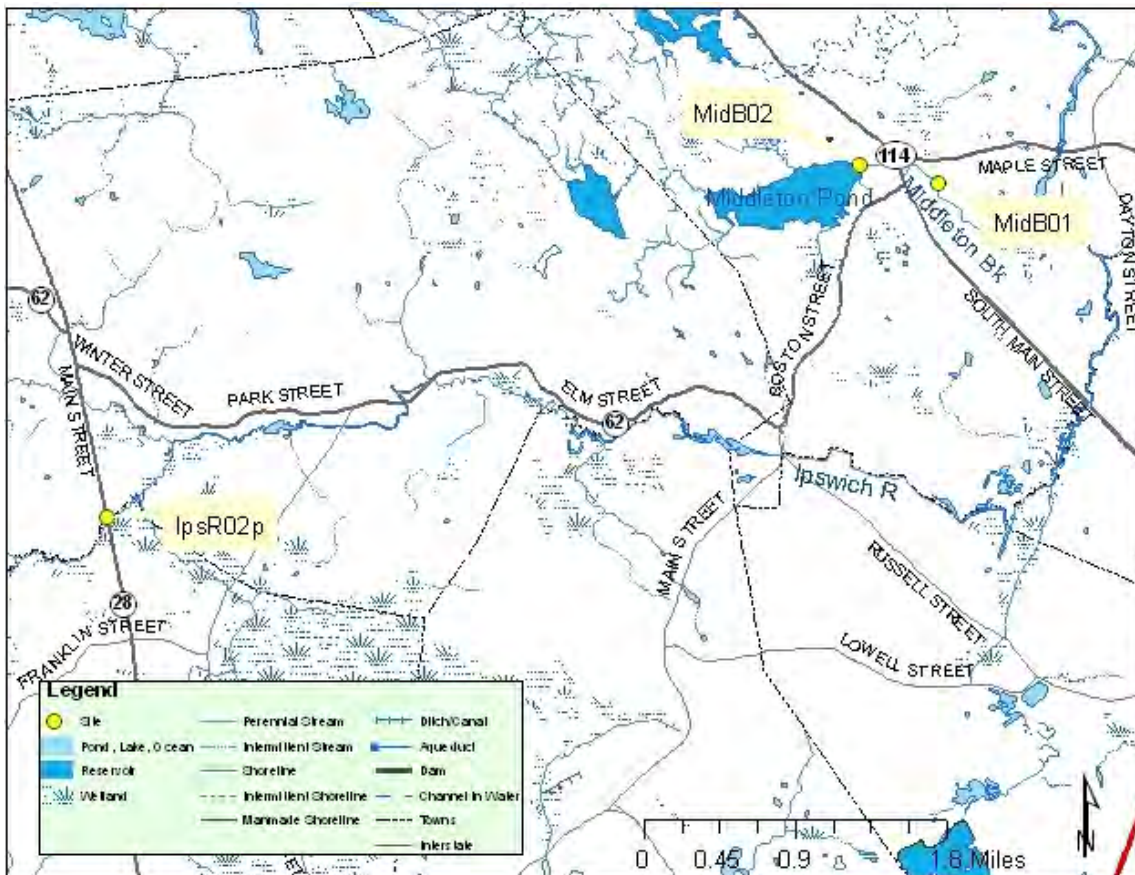 MidB02
114
MAPLE STREET
Middleton Pond
MidB01
Middleton Bk
DAYTON STREET
62
BOSTON STREET
SOUTH MAIN STREET
WINTER STREET
MAIN STREET
PARK STREET
ELM STREET
62
Ipswich R
IpsR02p
MAIN STREET
RUSSELL STREET
28
FRANKLIN STREET
LOWELL STREET
Legend
Site
Pond, Lake, Ocean
Reservoir
Wetland
Perennial Stream
Intermittent Stream
Shoreline
Intermittent Shoreline
Manmade Shoreline
Ditch/Canal
Aqueduct
Dam
Channel in Water
Towns
Interstate
0 0.45 0.9 1.8 Miles
N